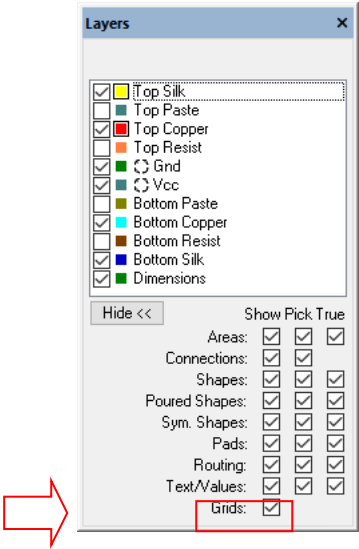 Layers ×
Top Silk
Top Paste
Top Copper
Top Resist
Gnd
Vcc
Bottom Paste
Bottom Copper
Bottom Resist
Bottom Silk
Dimensions
Hide << Show Pick True
Areas:
Connections:
Shapes:
Poured Shapes:
Sym. Shapes:
Pads:
Routing:
Text/Values:
Grids: